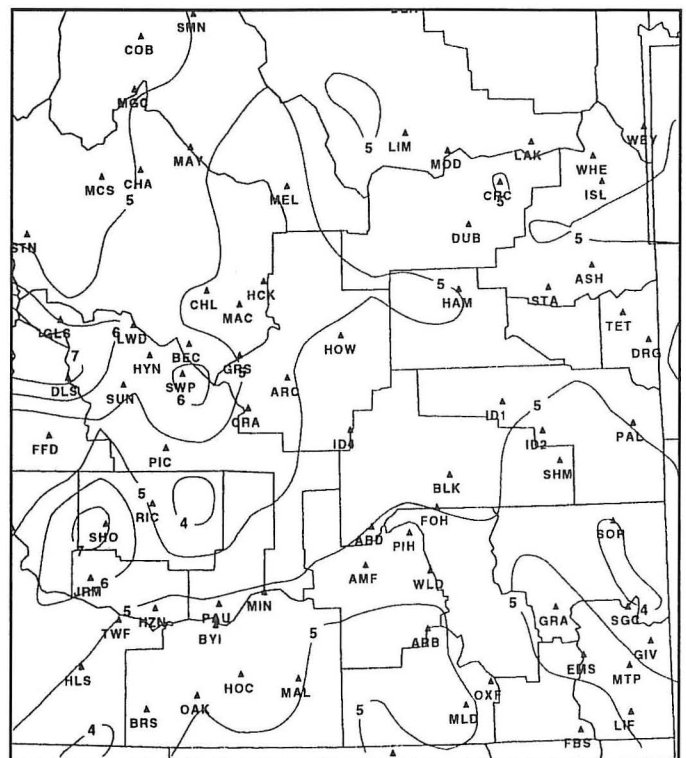 SMN
COB
MGC
5 LIM
WEY
MAY
MOD
LAK
WHE
MCS CHA
MEL
CRC
ISL
5
5
STN
DUB
5
ASH
5
CHL
HCK
HAM
STA
MAC
GLS
6
LWD
TET
7
HYN
BEC
GRS
HOW
DRG
DLS
SUN
SWP
5
ARC
6
CRA
ID1
5
FFD
PIC
ID4
ID2
PAL
SHM
BLK
5
RIC
4
FOH
SHO
ABD
PIH
7
AMF
JRM
6
WLD
5
HZN
PAU
MIN
5
GRA
SGC
4
TWF
BYI
5
ARB
GIV
HLS
EMS
MTP
HOC
MAL
OXF
BRS
OAK
5
MLD
LIF
4
FBS